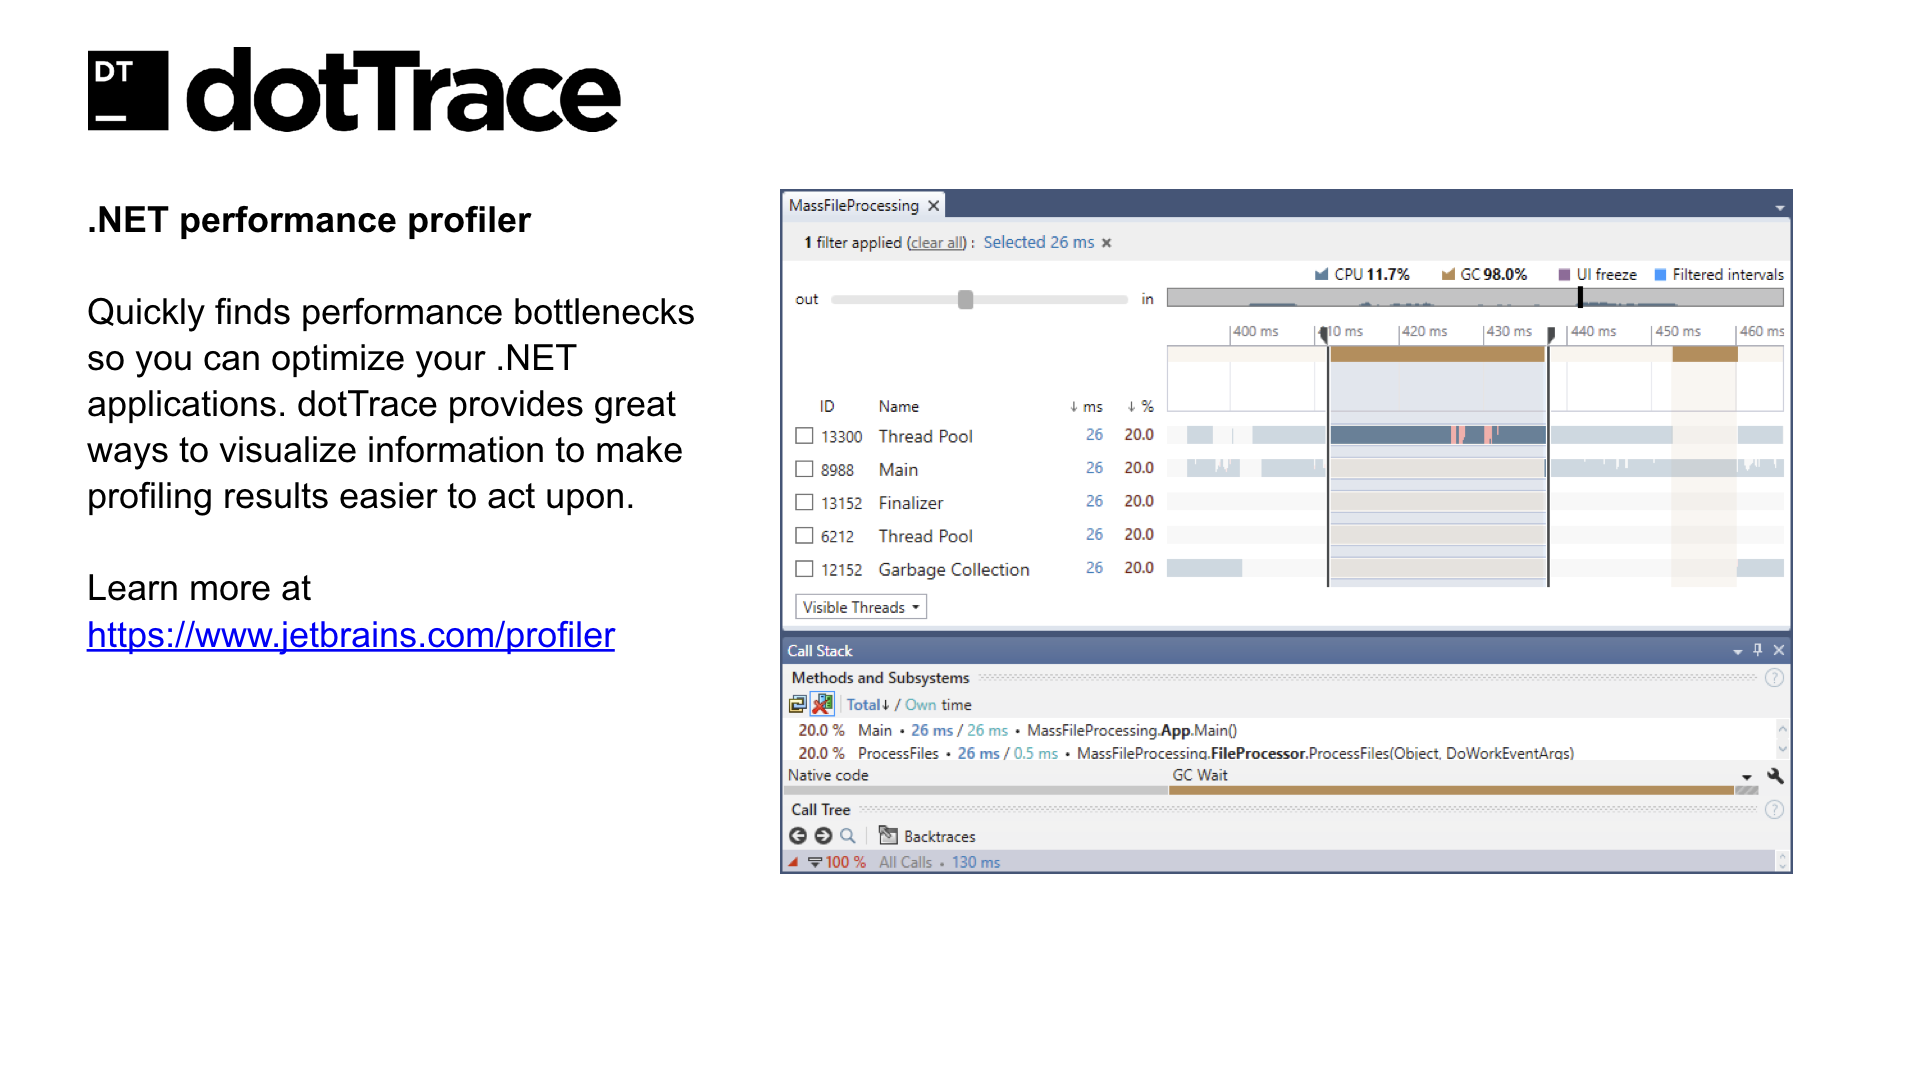 DT
dotTrace
.NET performance profiler
Quickly finds performance bottlenecks
so you can optimize your .NET
applications. dotTrace provides great
ways to visualize information to make
profiling results easier to act upon.
Learn more at
https://www.jetbrains.com/profiler
MassFileProcessing
1 filter applied (clear all) : Selected 26 ms
CPU 11.7% GC 98.0% UI freeze Filtered intervals
out in
400 ms 410 ms 420 ms 430 ms 440 ms 450 ms 460 ms
ID Name ↓ ms ↓ %
13300 Thread Pool 26 20.0
8988 Main 26 20.0
13152 Finalizer 26 20.0
6212 Thread Pool 26 20.0
12152 Garbage Collection 26 20.0
Visible Threads
Call Stack
Methods and Subsystems
Total↓ / Own time
20.0 % Main • 26 ms / 26 ms • MassFileProcessing.App.Main()
20.0 % ProcessFiles • 26 ms / 0.5 ms • MassFileProcessing.FileProcessor.ProcessFiles(Object, DoWorkEventArgs)
Native code GC Wait
Call Tree
Backtraces
100 % All Calls • 130 ms